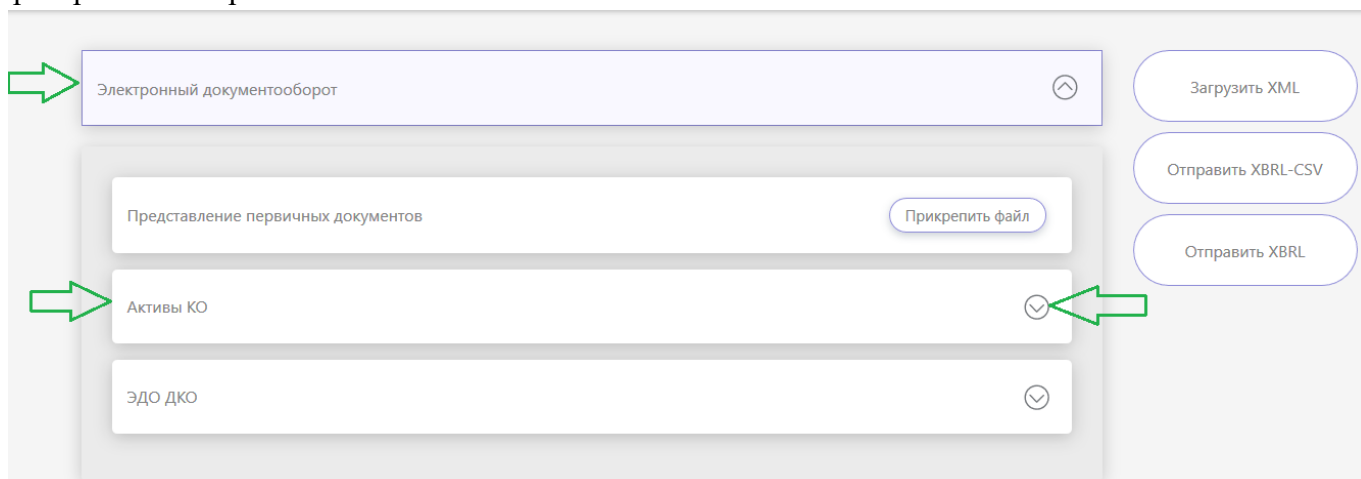 Электронный документооборот
Загрузить XML
Отправить XBRL-CSV
Представление первичных документов
Прикрепить файл
Отправить XBRL
Активы КО
ЭДО ДКО